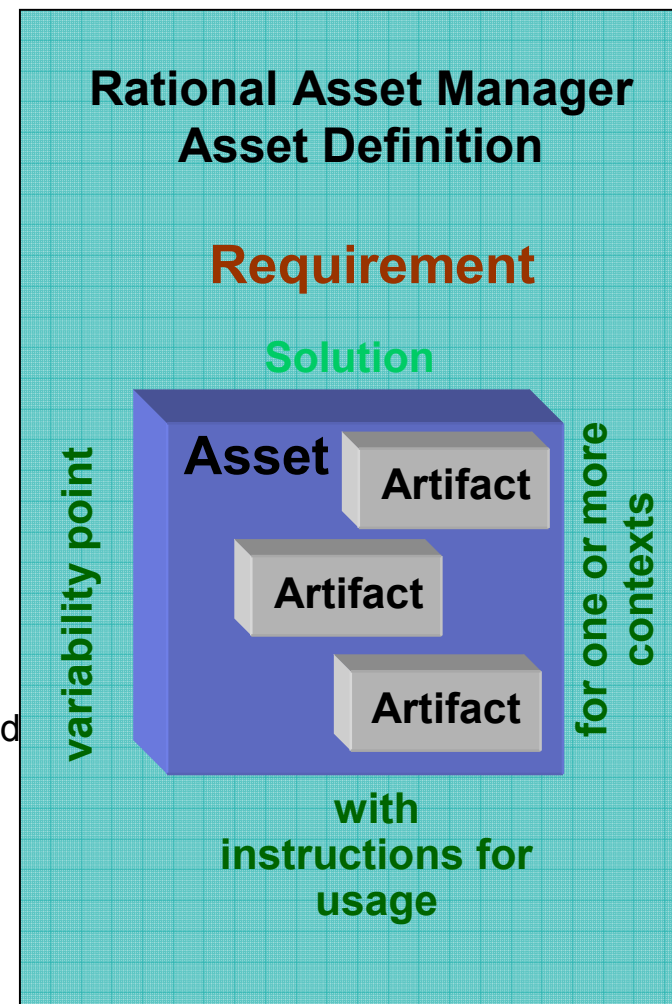 Rational Asset Manager
Asset Definition
Requirement
Solution
Asset
Artifact
Artifact
Artifact
variability point
for one or more
contexts
d
with
instructions for
usage